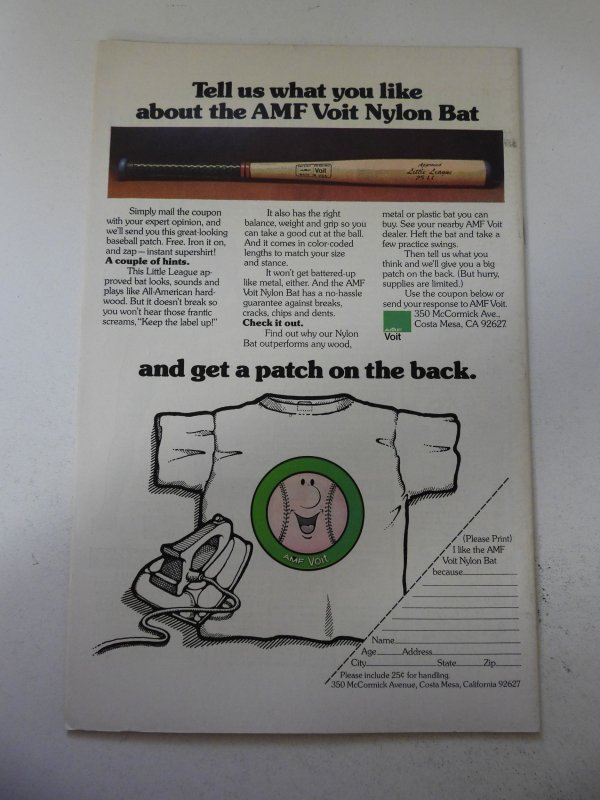 Tell us what you like
about the AMF Voit Nylon Bat
Voit
MADE IN U.S.A.
Approved
Little League
Simply mail the coupon
with your expert opinion, and
we'll send you this great-looking
baseball patch. Free. Iron it on,
and zap — instant supershirt!
A couple of hints.
This Little League ap-
proved bat looks, sounds and
plays like All-American hard-
wood. But it doesn't break so
you won't hear those frantic
screams, "Keep the label up!"
It also has the right
balance, weight and grip so you
can take a good cut at the ball.
And it comes in color-coded
lengths to match your size
and stance.
It won't get battered-up
like metal, either. And the AMF
Voit Nylon Bat has a no-hassle
guarantee against breaks,
cracks, chips and dents.
Check it out.
Find out why our Nylon
Bat outperforms any wood,
metal or plastic bat you can
buy. See your nearby AMF Voit
dealer. Heft the bat and take a
few practice swings.
Then tell us what you
think and we'll give you a big
patch on the back. (But hurry,
supplies are limited.)
Use the coupon below or
send your response to AMF Voit.
350 McCormick Ave.,
Costa Mesa, CA 92627.
AMF
Voit
and get a patch on the back.
AMF Voit
(Please Print)
I like the AMF
Voit Nylon Bat
because
Name
Age Address
City State Zip
Please include 25¢ for handling.
350 McCormick Avenue, Costa Mesa, California 92627